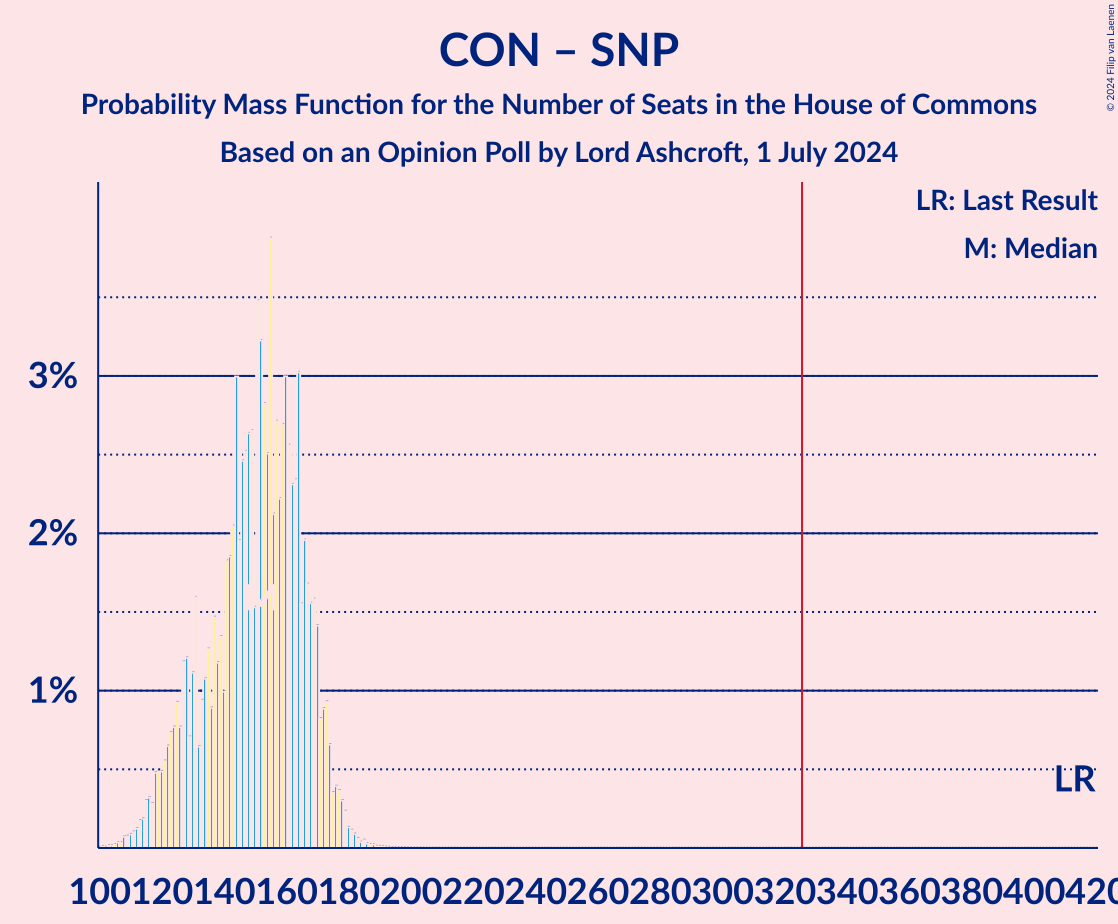 CON – SNP
Probability Mass Function for the Number of Seats in the House of Commons
Based on an Opinion Poll by Lord Ashcroft, 1 July 2024
© 2024 Filip van Laenen
LR: Last Result
M: Median
3%
2%
1%
LR
100 120 140 160 180 200 220 240 260 280 300 320 340 360 380 400 420